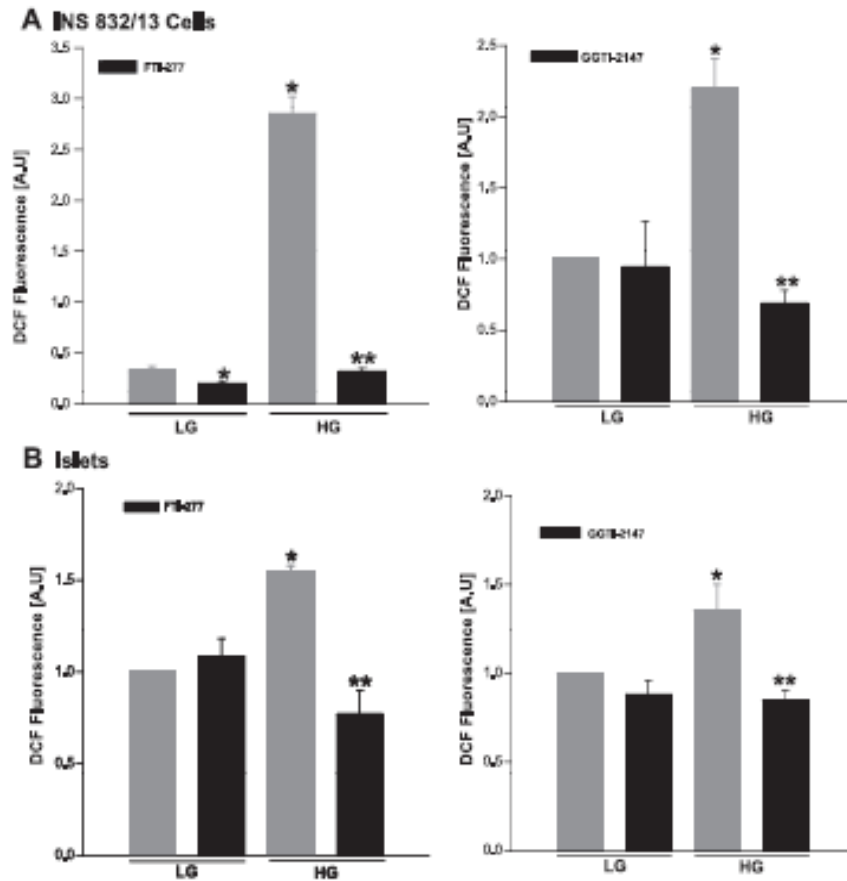 A INS 832/13 Cells
FTI-277
DCF Fluorescence [A.U]
3.5
3.0
2.5
2.0
1.5
1.0
0.5
0.0
*
*
**
LG HG
GGTI-2147
DCF Fluorescence [A.U]
2.5
2.0
1.5
1.0
0.5
0.0
*
**
LG HG
B Islets
FTI-277
DCF Fluorescence [A.U]
2.0
1.5
1.0
0.5
0.0
*
**
LG HG
GGTI-2147
DCF Fluorescence [A.U]
2.0
1.5
1.0
0.5
0.0
*
**
LG HG